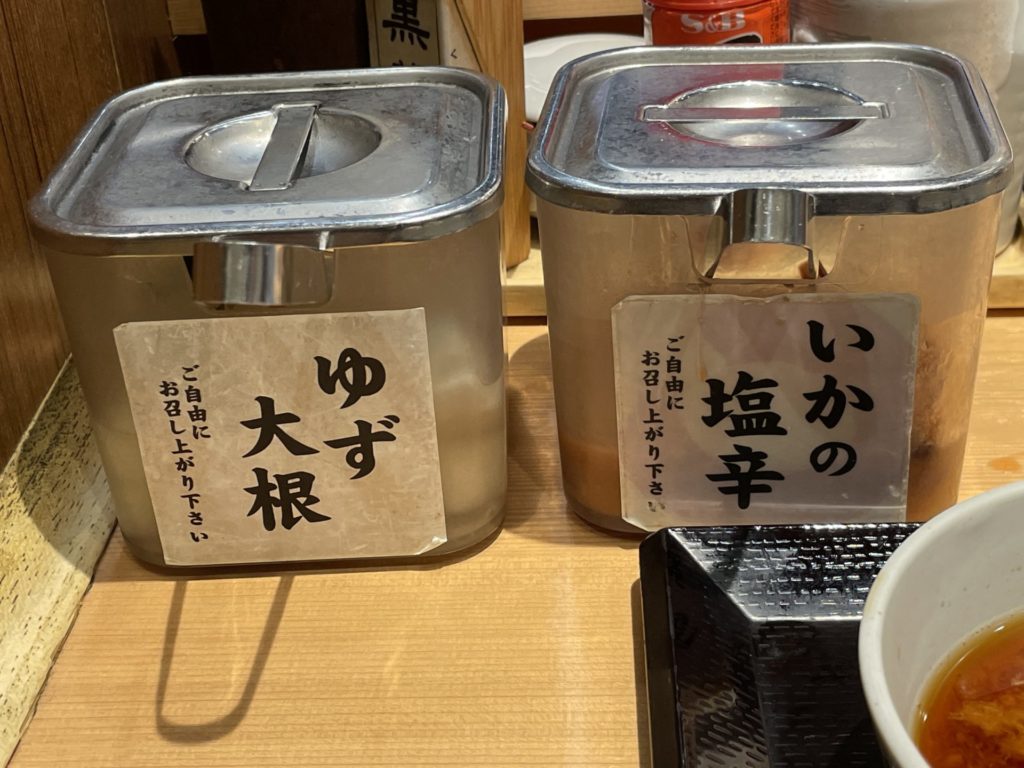 ゆず
大根
ご自由に
お召し上がり下さい
いかの
塩辛
ご自由に
お召し上がり下さい
黒
S&B